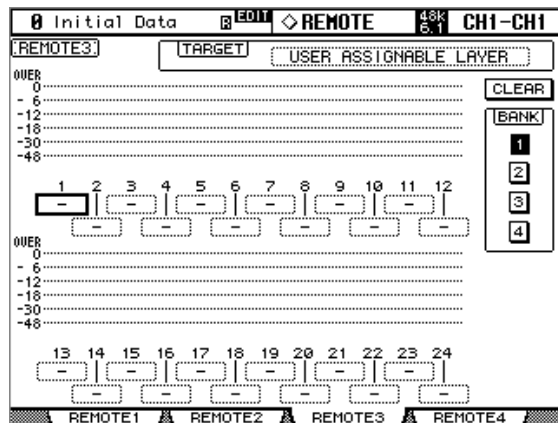 0 Initial Data R EDIT ◇REMOTE 48k 6.1 CH1-CH1
REMOTE3 TARGET USER ASSIGNABLE LAYER
CLEAR
BANK
1
2
3
4
OVER
0
- 6
-12
-18
-30
-48
1 2 3 4 5 6 7 8 9 10 11 12
- - - - - -
- - - - - -
OVER
0
- 6
-12
-18
-30
-48
13 14 15 16 17 18 19 20 21 22 23 24
- - - - - -
- - - - - -
REMOTE1 REMOTE2 REMOTE3 REMOTE4